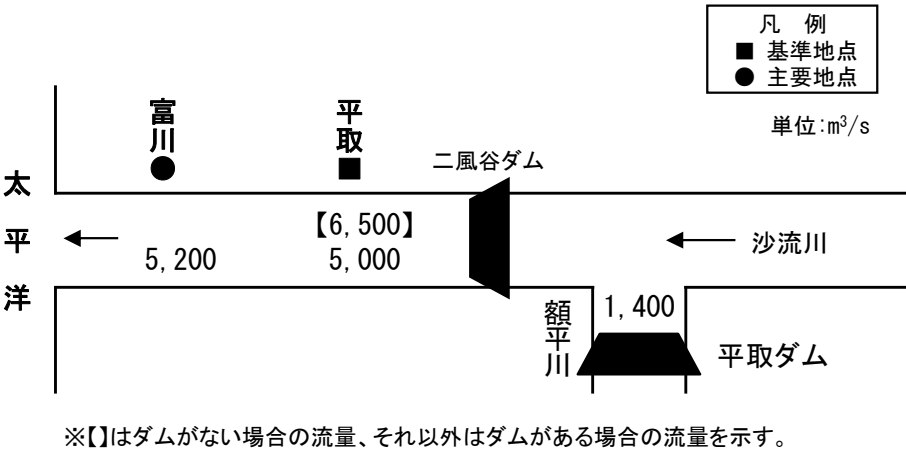 凡 例
■ 基準地点
● 主要地点
単位:m³/s
富川
平取
二風谷ダム
太平洋
【6,500】
5,200
5,000
沙流川
額平川
1,400
平取ダム
※【】はダムがない場合の流量、それ以外はダムがある場合の流量を示す。